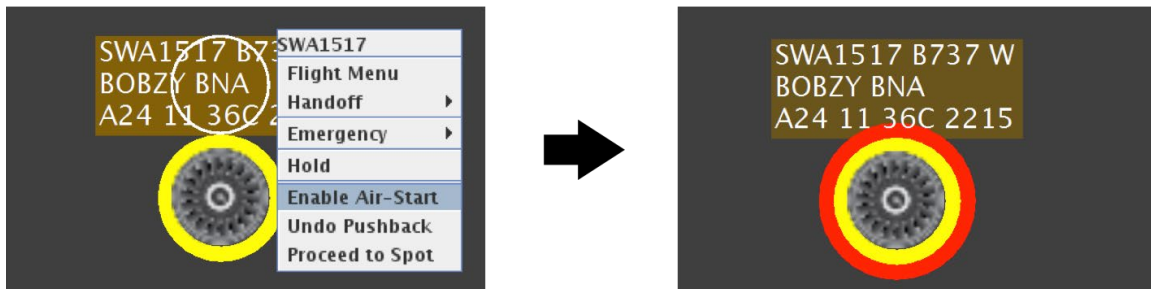 SWA1517 B73
BOBZY BNA
A24 11 36C 2
SWA1517
Flight Menu
Handoff
Emergency
Hold
Enable Air-Start
Undo Pushback
Proceed to Spot
SWA1517 B737 W
BOBZY BNA
A24 11 36C 2215